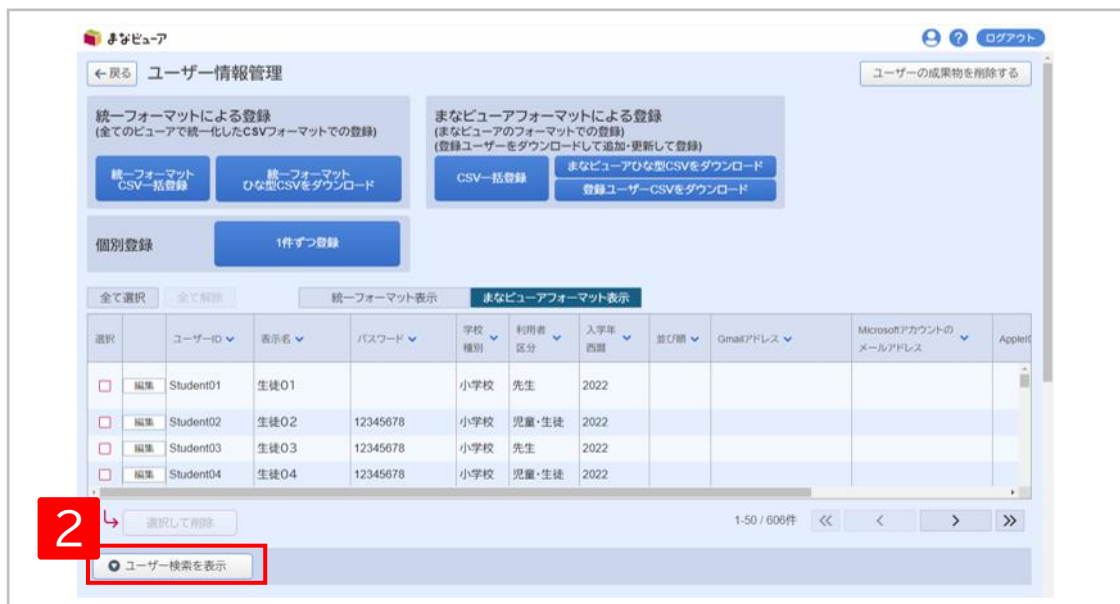 まなビューア
? ログアウト
←戻る ユーザー情報管理 ユーザーの成果物を削除する
統一フォーマットによる登録
(全てのビューアで統一化したCSVフォーマットでの登録)
統一フォーマット
CSV一括登録
統一フォーマット
ひな型CSVをダウンロード
まなビューアフォーマットによる登録
(まなビューアのフォーマットでの登録)
(登録ユーザーをダウンロードして追加・更新して登録)
CSV一括登録
まなビューアひな型CSVをダウンロード
登録ユーザーCSVをダウンロード
個別登録 1件ずつ登録
全て選択 全て解除 統一フォーマット表示 まなビューアフォーマット表示
選択 ユーザーID 表示名 パスワード 学校種別 利用者区分 入学年西暦 並び順 Gmailアドレス Microsoftアカウントのメールアドレス AppleI
編集 Student01 生徒01 小学校 先生 2022
編集 Student02 生徒02 12345678 小学校 児童・生徒 2022
編集 Student03 生徒03 12345678 小学校 先生 2022
編集 Student04 生徒04 12345678 小学校 児童・生徒 2022
選択して削除 1-50 / 606件 << < > >>
2
ユーザー検索を表示